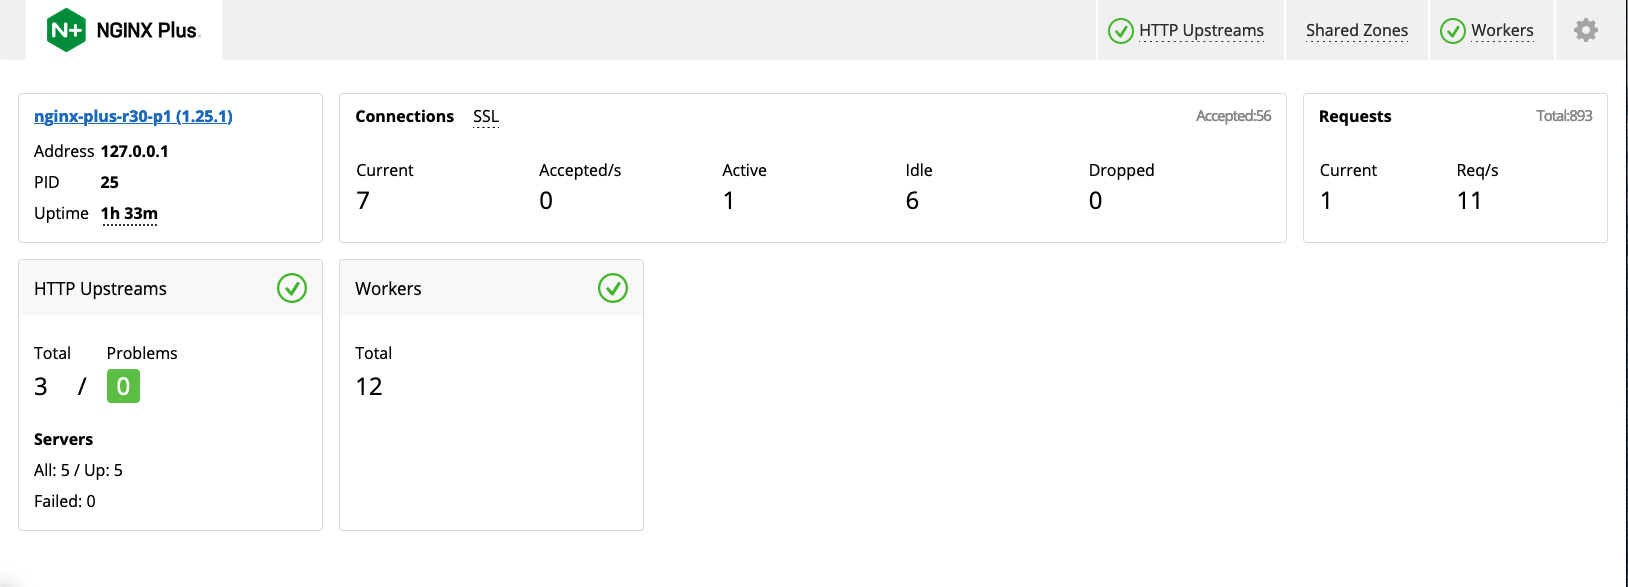 N+ NGINX Plus.
HTTP Upstreams Shared Zones Workers
nginx-plus-r30-p1 (1.25.1)
Address 127.0.0.1
PID 25
Uptime 1h 33m
Connections SSL Accepted:56
Current Accepted/s Active Idle Dropped
7 0 1 6 0
Requests Total:893
Current Req/s
1 11
HTTP Upstreams
Total Problems
3 / 0
Servers
All: 5 / Up: 5
Failed: 0
Workers
Total
12